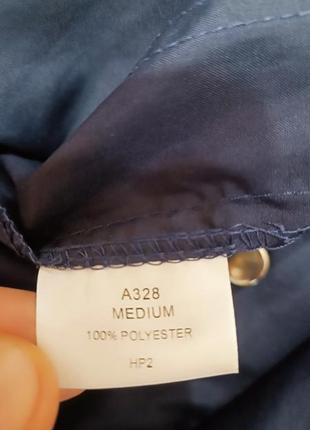 A328
MEDIUM
100% POLYESTER
HP2